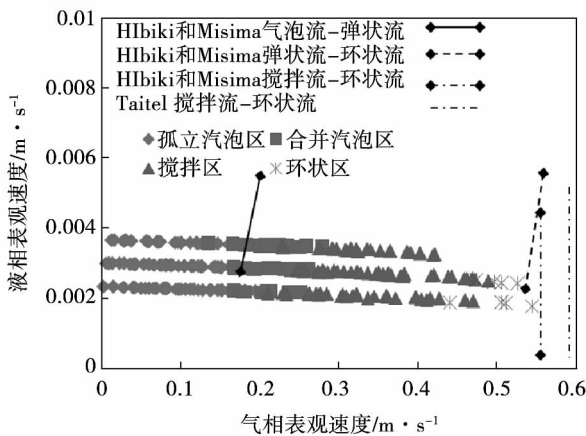 HIbiki和Misima气泡流-弹状流
HIbiki和Misima弹状流-环状流
HIbiki和Misima搅拌流-环状流
Taitel 搅拌流-环状流
孤立汽泡区 合并汽泡区
搅拌区 环状区
0.010
0.008
0.006
0.004
0.002
0
液相表观速度/m·s⁻¹
0 0.1 0.2 0.3 0.4 0.5 0.6
气相表观速度/m·s⁻¹